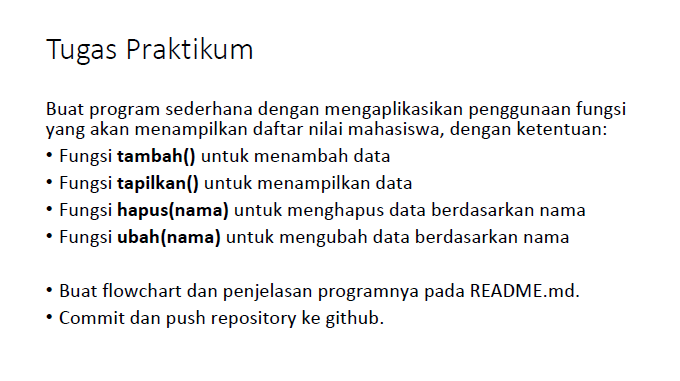 Tugas Praktikum
Buat program sederhana dengan mengaplikasikan penggunaan fungsi
yang akan menampilkan daftar nilai mahasiswa, dengan ketentuan:
• Fungsi tambah() untuk menambah data
• Fungsi tapilkan() untuk menampilkan data
• Fungsi hapus(nama) untuk menghapus data berdasarkan nama
• Fungsi ubah(nama) untuk mengubah data berdasarkan nama
• Buat flowchart dan penjelasan programnya pada README.md.
• Commit dan push repository ke github.